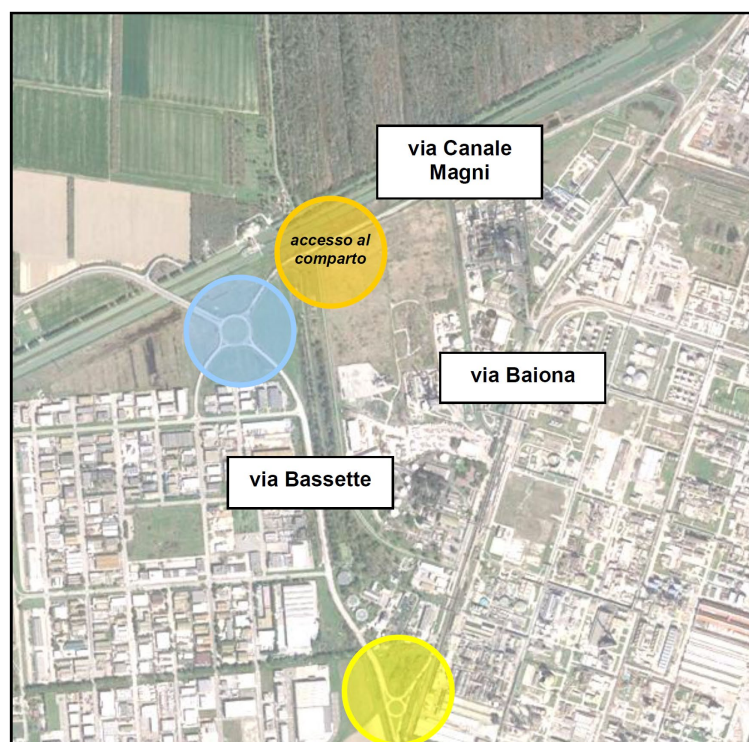 via Canale
Magni
accesso al
comparto
via Baiona
via Bassette